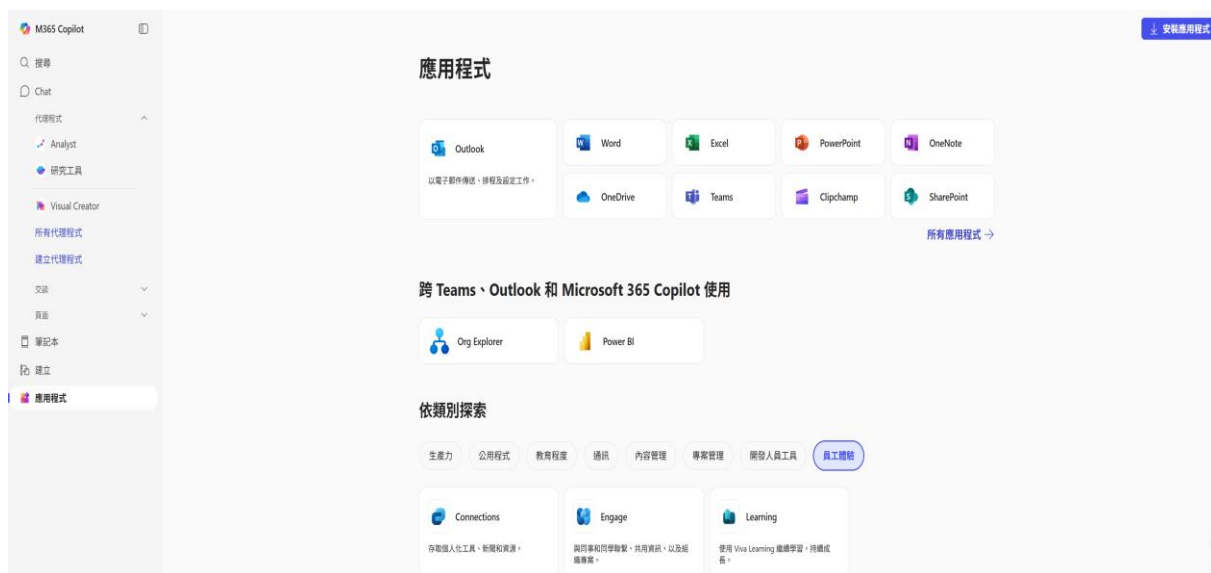 M365 Copilot
搜尋
Chat
代理程式
Analyst
研究工具
Visual Creator
所有代理程式
建立代理程式
交談
頁面
筆記本
建立
應用程式
安裝應用程式
應用程式
Outlook
以電子郵件傳送、排程及設定工作。
Word
Excel
PowerPoint
OneNote
OneDrive
Teams
Clipchamp
SharePoint
所有應用程式 →
跨 Teams、Outlook 和 Microsoft 365 Copilot 使用
Org Explorer
Power BI
依類別探索
生產力
公用程式
教育程度
通訊
內容管理
專案管理
開發人員工具
員工體驗
Connections
存取個人化工具、新聞和資源。
Engage
與同事和同學聯繫、共用資訊，以及組
織專案。
Learning
使用 Viva Learning 繼續學習，持續成
長。